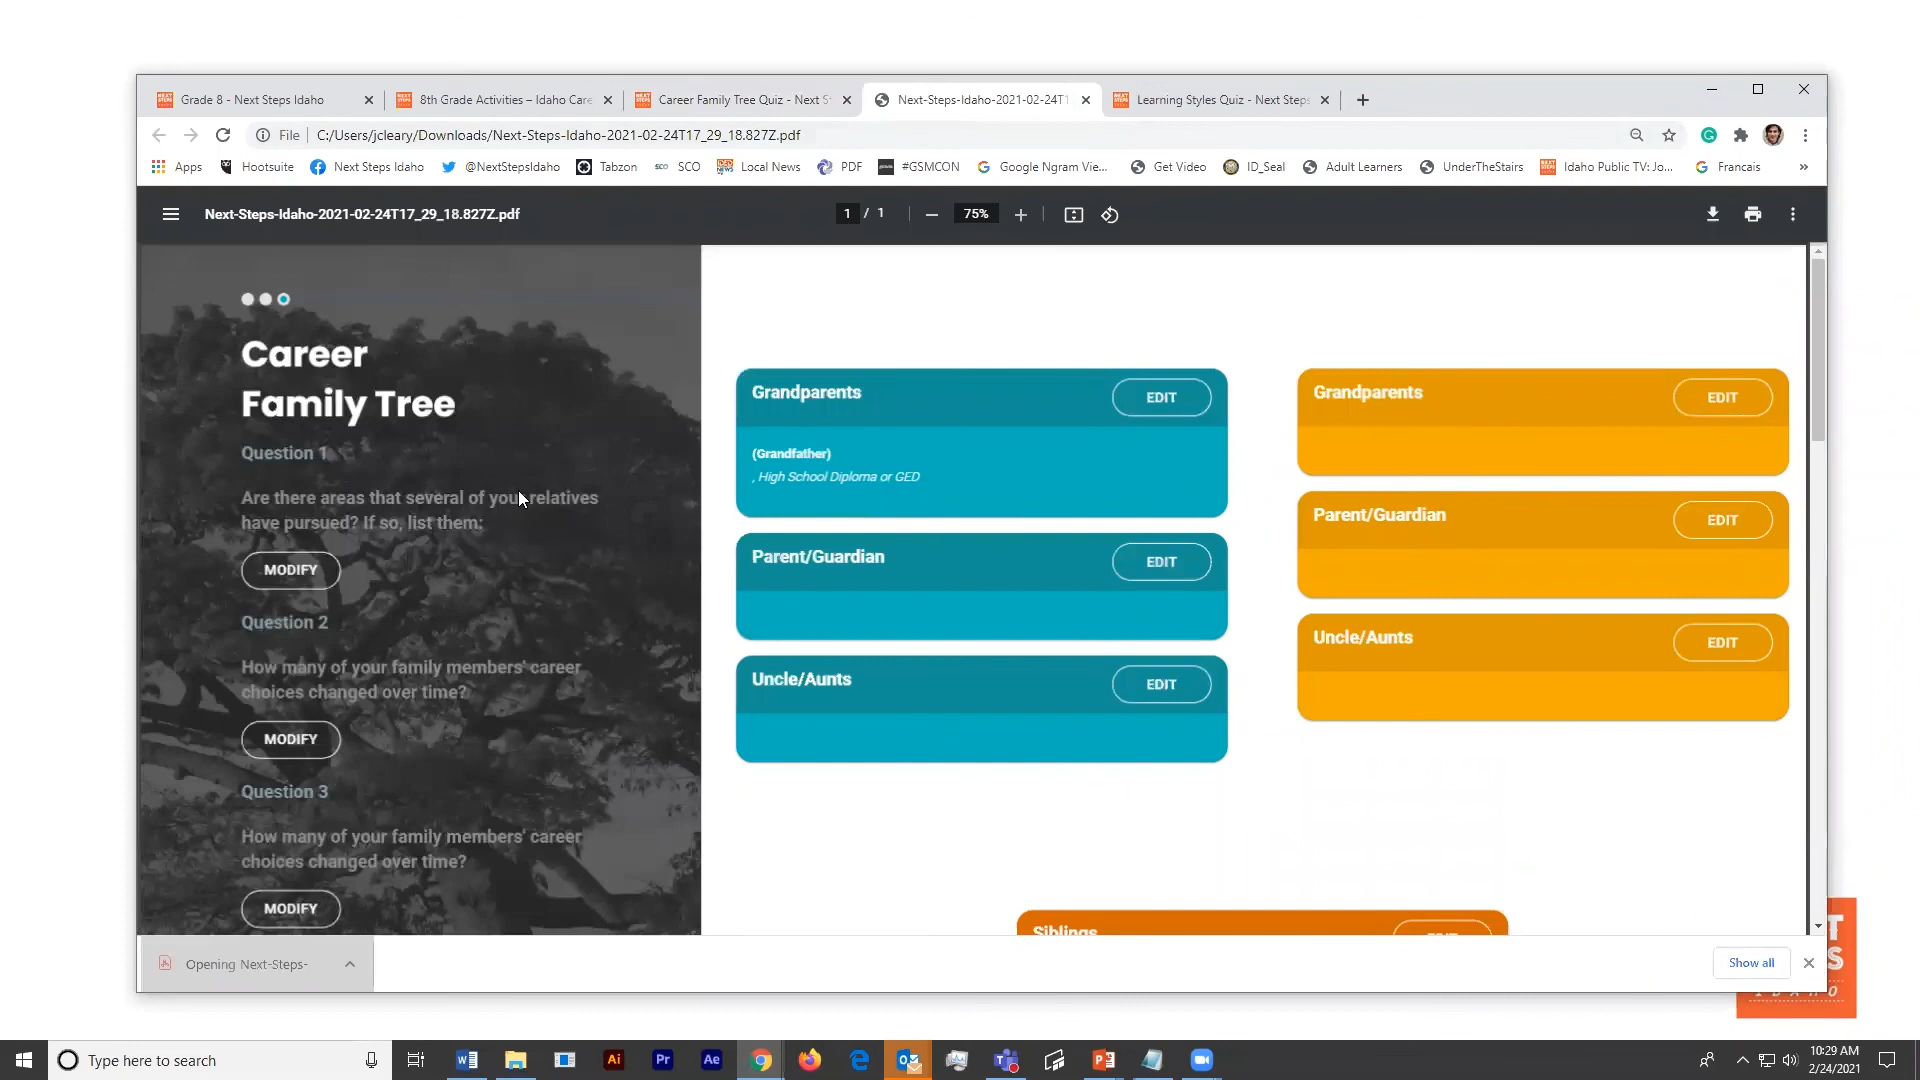 Grade 8 - Next Steps Idaho
8th Grade Activities – Idaho Care
Career Family Tree Quiz - Next S
Next-Steps-Idaho-2021-02-24T1
Learning Styles Quiz - Next Steps
File C:/Users/jcleary/Downloads/Next-Steps-Idaho-2021-02-24T17_29_18.827Z.pdf
Apps Hootsuite Next Steps Idaho @NextStepsIdaho Tabzon SCO SCO Local News PDF #GSMCON Google Ngram Vie... Get Video ID_Seal Adult Learners UnderTheStairs Idaho Public TV: Jo... Francais »
Next-Steps-Idaho-2021-02-24T17_29_18.827Z.pdf
1 / 1
75%
Career
Family Tree
Question 1
Are there areas that several of your relatives
have pursued? If so, list them:
MODIFY
Question 2
How many of your family members' career
choices changed over time?
MODIFY
Question 3
How many of your family members' career
choices changed over time?
MODIFY
Grandparents EDIT
(Grandfather)
, High School Diploma or GED
Parent/Guardian EDIT
Uncle/Aunts EDIT
Grandparents EDIT
Parent/Guardian EDIT
Uncle/Aunts EDIT
Siblings EDIT
Opening Next-Steps-
Show all
IDAHO
Type here to search
Ai
Pr
Ae
10:29 AM
2/24/2021